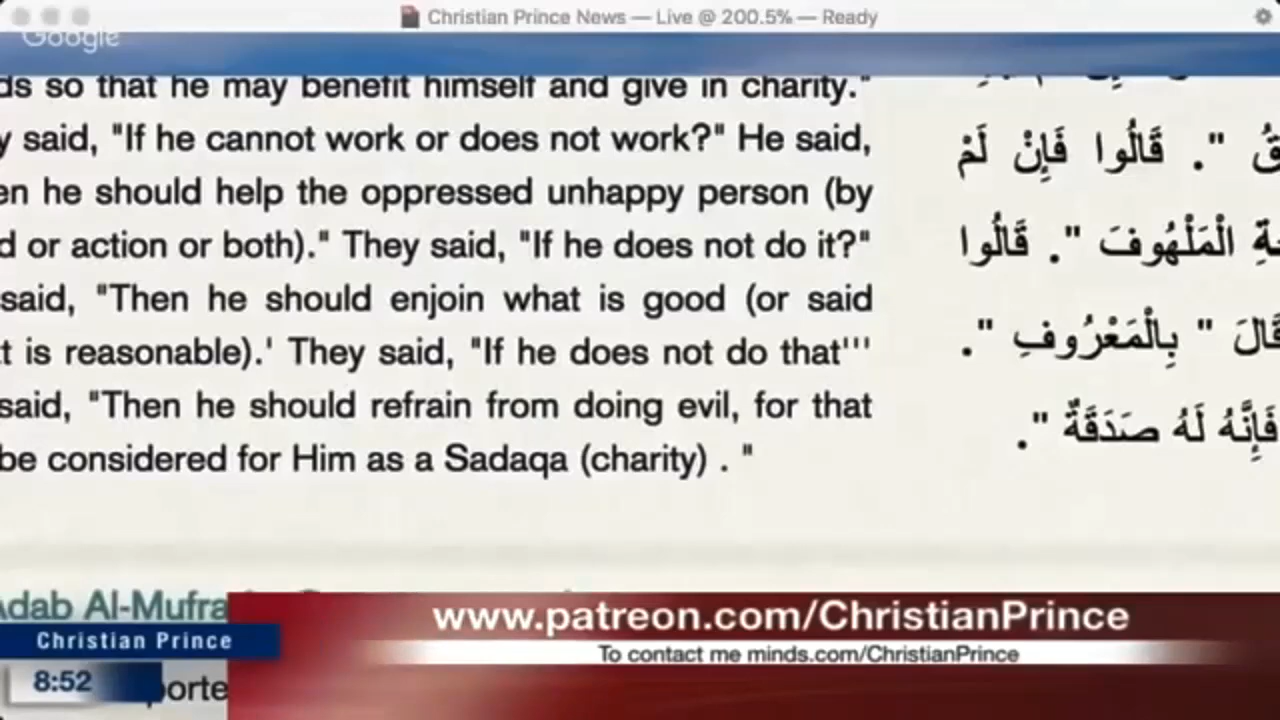 Christian Prince News — Live @ 200.5% — Ready
Google
ds so that he may benefit himself and give in charity."
y said, "If he cannot work or does not work?" He said,
en he should help the oppressed unhappy person (by
d or action or both)." They said, "If he does not do it?"
said, "Then he should enjoin what is good (or said
t is reasonable).' They said, "If he does not do that'''
said, "Then he should refrain from doing evil, for that
be considered for Him as a Sadaqa (charity) . "
قُ ". قَالُوا فَإِنْ لَمْ
ةِ الْمَلْهُوفَ ". قَالُوا
قَالَ " بِالْمَعْرُوفِ ".
فَإِنَّهُ لَهُ صَدَقَةٌ ".
Adab Al-Mufra
www.patreon.com/ChristianPrince
Christian Prince
To contact me minds.com/ChristianPrince
8:52
porte